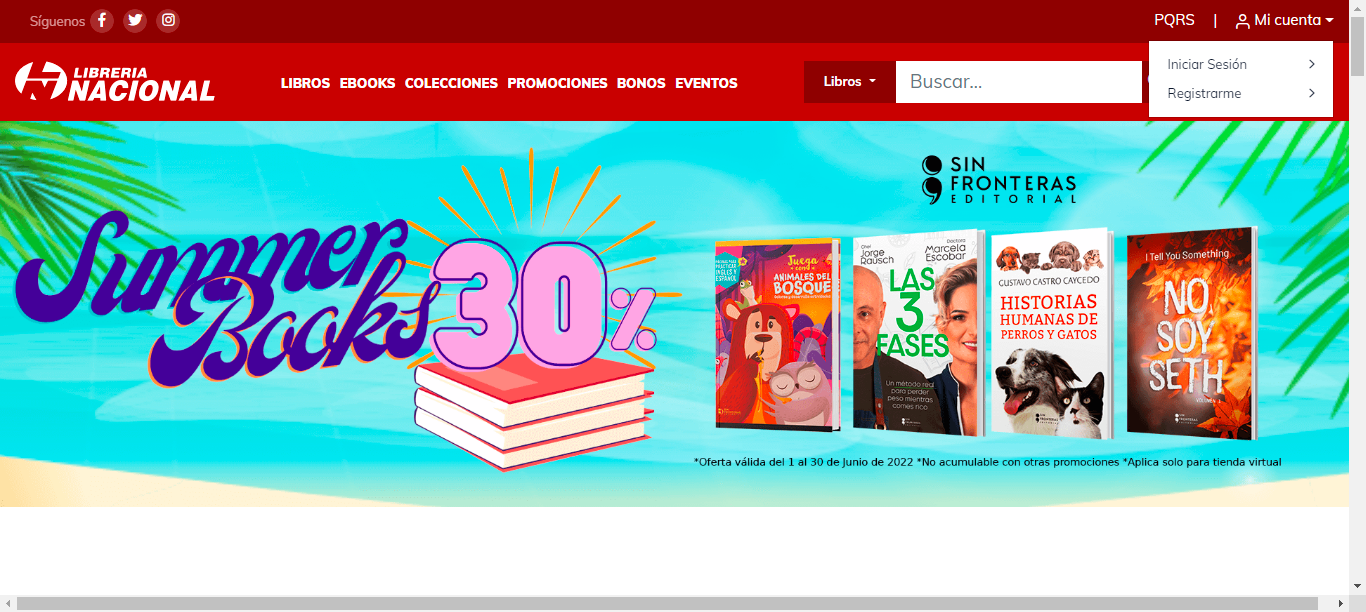 Síguenos
PQRS | Mi cuenta
Iniciar Sesión
Registrarme
LIBRERIA
NACIONAL
LIBROS EBOOKS COLECCIONES PROMOCIONES BONOS EVENTOS
Libros
Buscar...
Summer
Books
30%
SIN
FRONTERAS
EDITORIAL
Juega
con
ANIMALES DEL
BOSQUE
Chef
Jorge
Rausch
Doctora
Marcela
Escobar
LAS
3
FASES
Un método real
para perder
peso mientras
comes rico
GUSTAVO CASTRO CAYCEDO
HISTORIAS
HUMANAS DE
PERROS Y GATOS
I Tell You Something
NO
SOY
SETH
*Oferta válida del 1 al 30 de Junio de 2022 *No acumulable con otras promociones *Aplica solo para tienda virtual